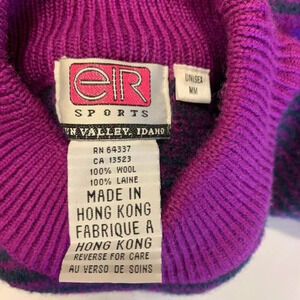 eR
SPORTS
UN VALLEY, IDAHO
UNISEX
MM
RN 64337
CA 13523
100% WOOL
100% LAINE
MADE IN
HONG KONG
FABRIQUE A
HONG KONG
REVERSE FOR CARE
AU VERSO DE SOINS